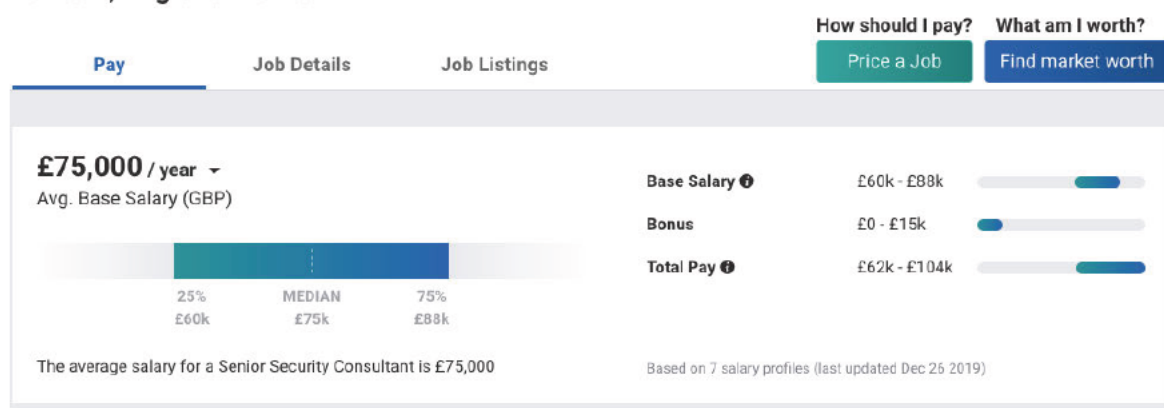 How should I pay? What am I worth?
Pay Job Details Job Listings Price a Job Find market worth
£75,000 / year
Avg. Base Salary (GBP)
25% MEDIAN 75%
£60k £75k £88k
The average salary for a Senior Security Consultant is £75,000
Base Salary £60k - £88k
Bonus £0 - £15k
Total Pay £62k - £104k
Based on 7 salary profiles (last updated Dec 26 2019)